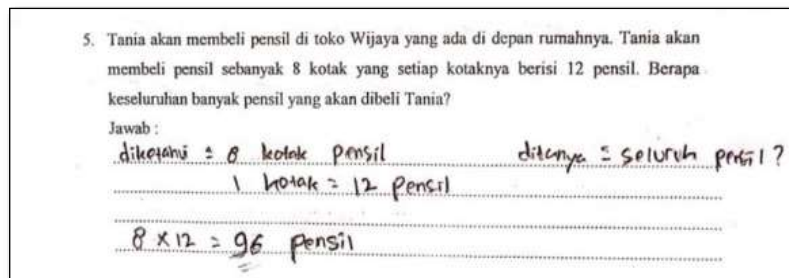 5. Tania akan membeli pensil di toko Wijaya yang ada di depan rumahnya. Tania akan
membeli pensil sebanyak 8 kotak yang setiap kotaknya berisi 12 pensil. Berapa
keseluruhan banyak pensil yang akan dibeli Tania?
Jawab :
diketahui = 8 kotak pensil ditanya = seluruh pensil?
1 kotak = 12 pensil
8 x 12 = 96 pensil